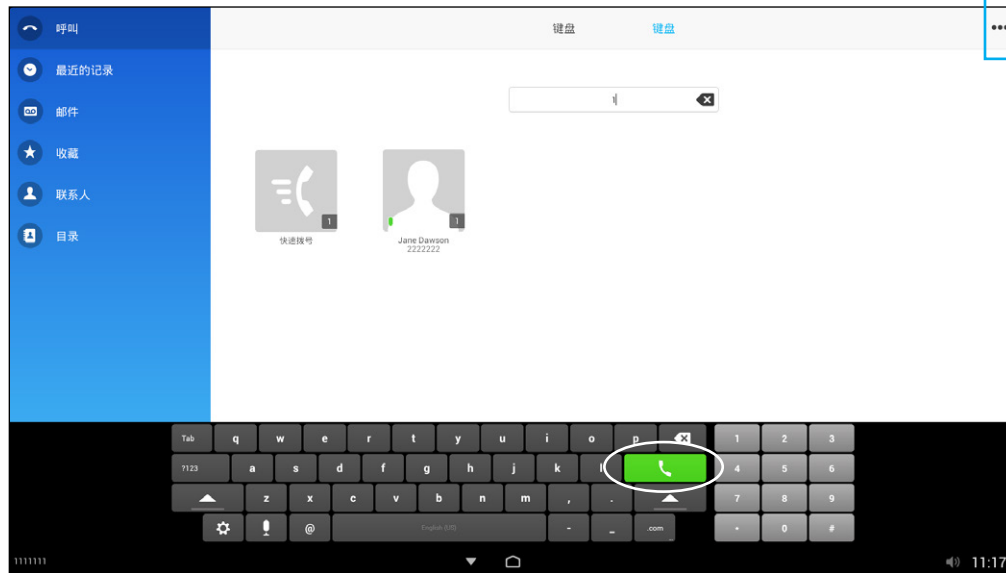 呼叫
键盘 键盘
•••
最近的记录
1
邮件
收藏
联系人
目录
1
1
快速拨号
Jane Dawson
2222222
Tab q w e r t y u i o p 1 2 3
?123 a s d f g h j k l 4 5 6
z x c v b n m , . 7 8 9
@ English (US) - _ .com * 0 #
1111111
11:17